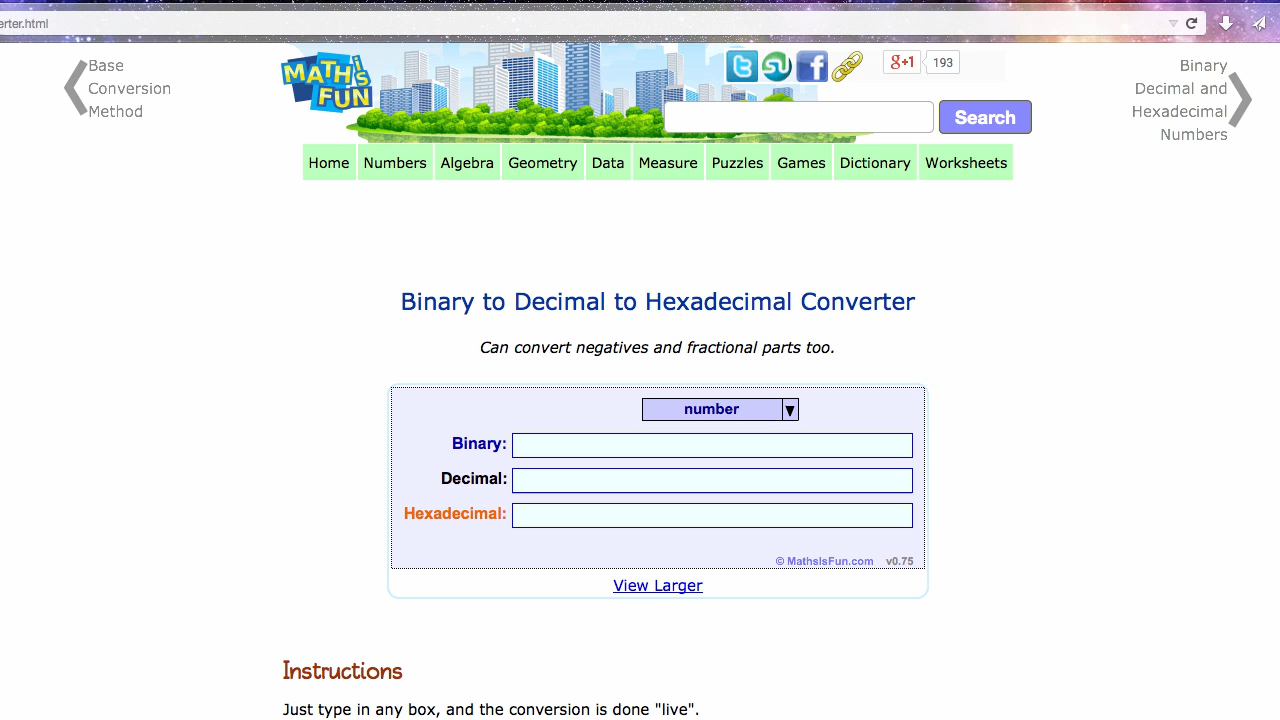 erter.html
Base
Conversion
Method
MATHS
is
FUN
g+1 193
Search
Binary
Decimal and
Hexadecimal
Numbers
Home Numbers Algebra Geometry Data Measure Puzzles Games Dictionary Worksheets
Binary to Decimal to Hexadecimal Converter
Can convert negatives and fractional parts too.
number
Binary:
Decimal:
Hexadecimal:
© MathsIsFun.com v0.75
View Larger
Instructions
Just type in any box, and the conversion is done "live".